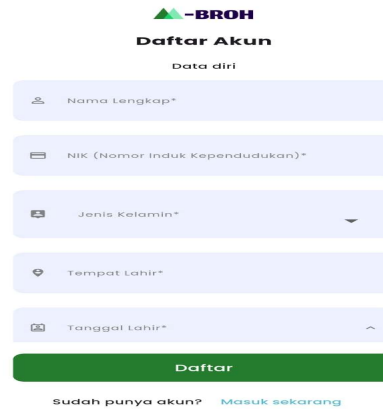 -BROH
Daftar Akun
Data diri
Nama Lengkap*
NIK (Nomor Induk Kependudukan)*
Jenis Kelamin*
Tempat Lahir*
Tanggal Lahir*
Daftar
Sudah punya akun? Masuk sekarang